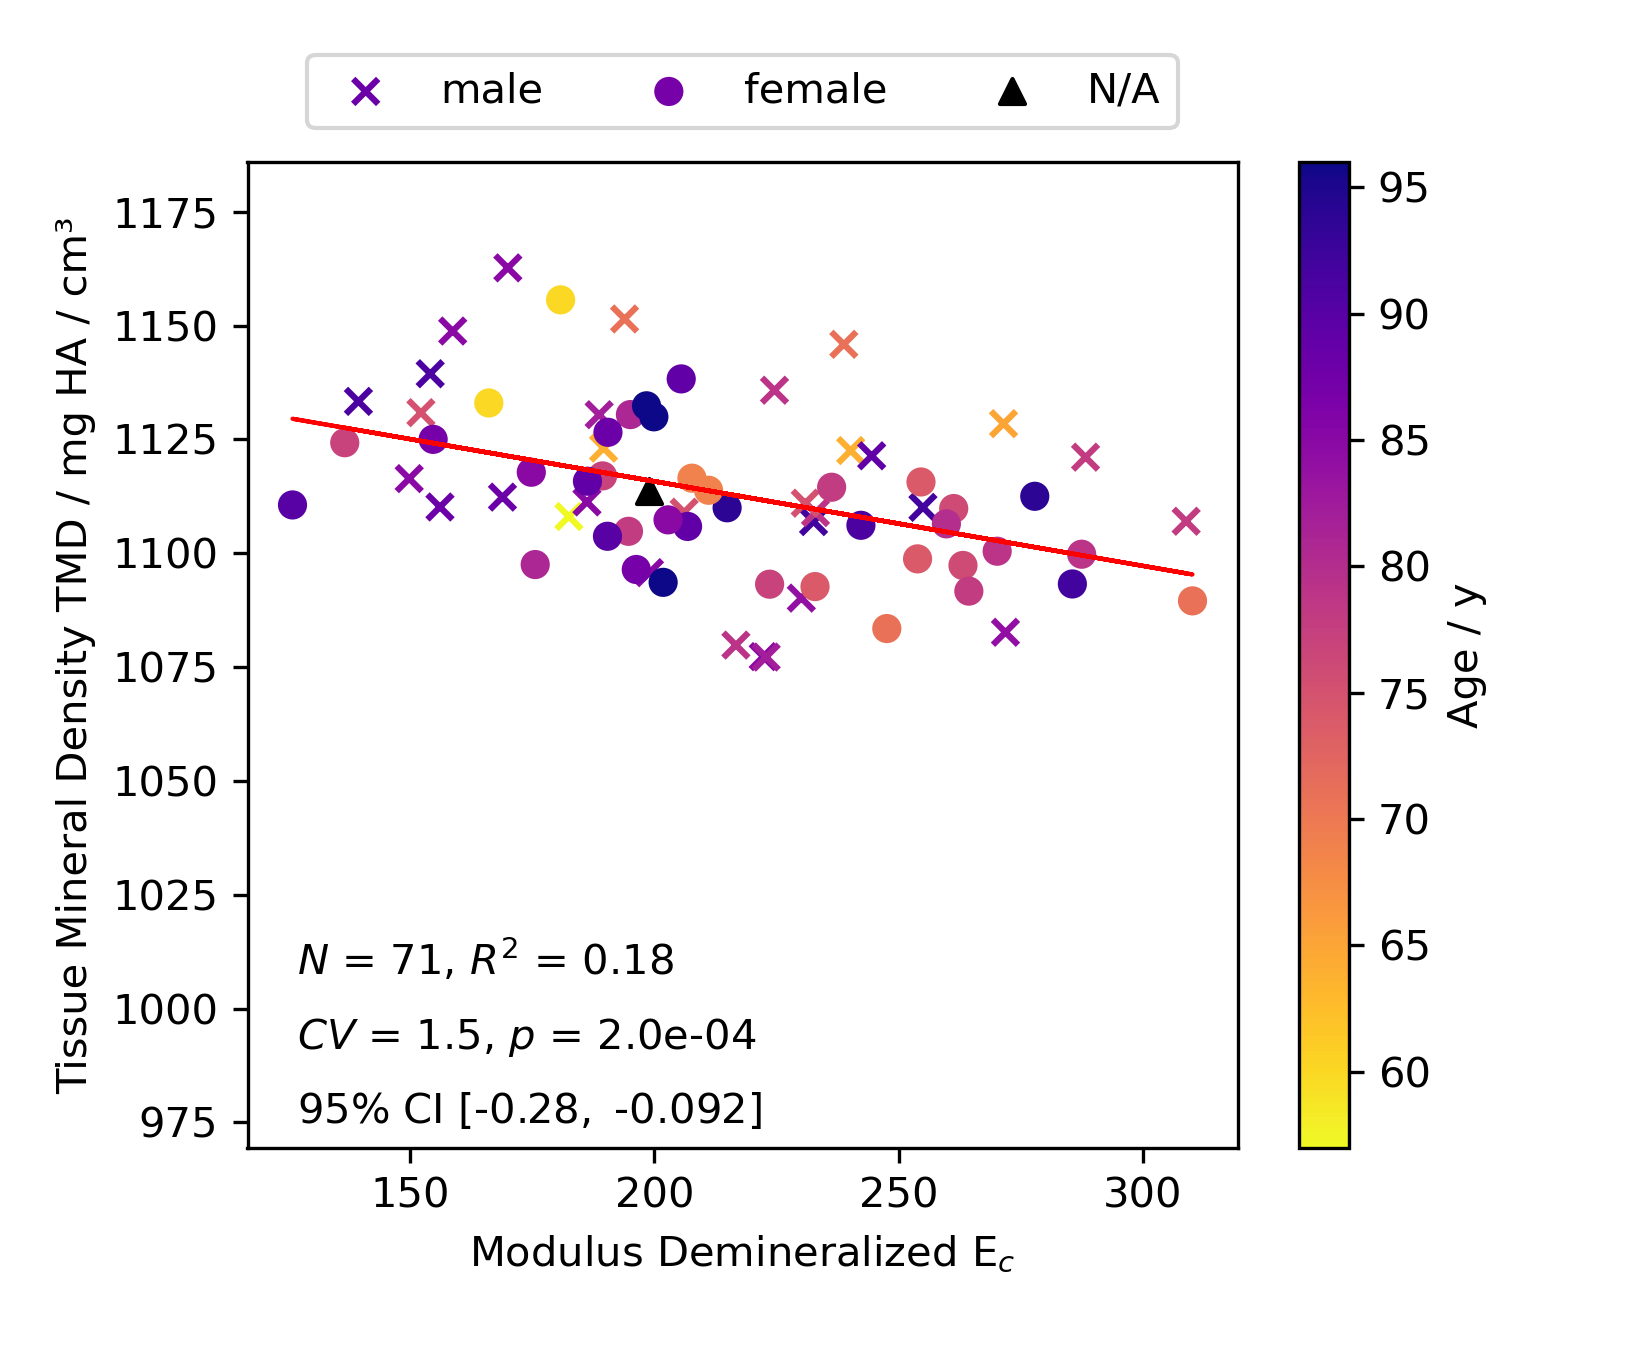 male female N/A
1175
1150
1125
1100
1075
1050
1025
1000
975
Tissue Mineral Density TMD / mg HA / cm³
N = 71, R² = 0.18
CV = 1.5, p = 2.0e-04
95% CI [-0.28, -0.092]
150 200 250 300
Modulus Demineralized E_c
95
90
85
80
75
70
65
60
Age / y